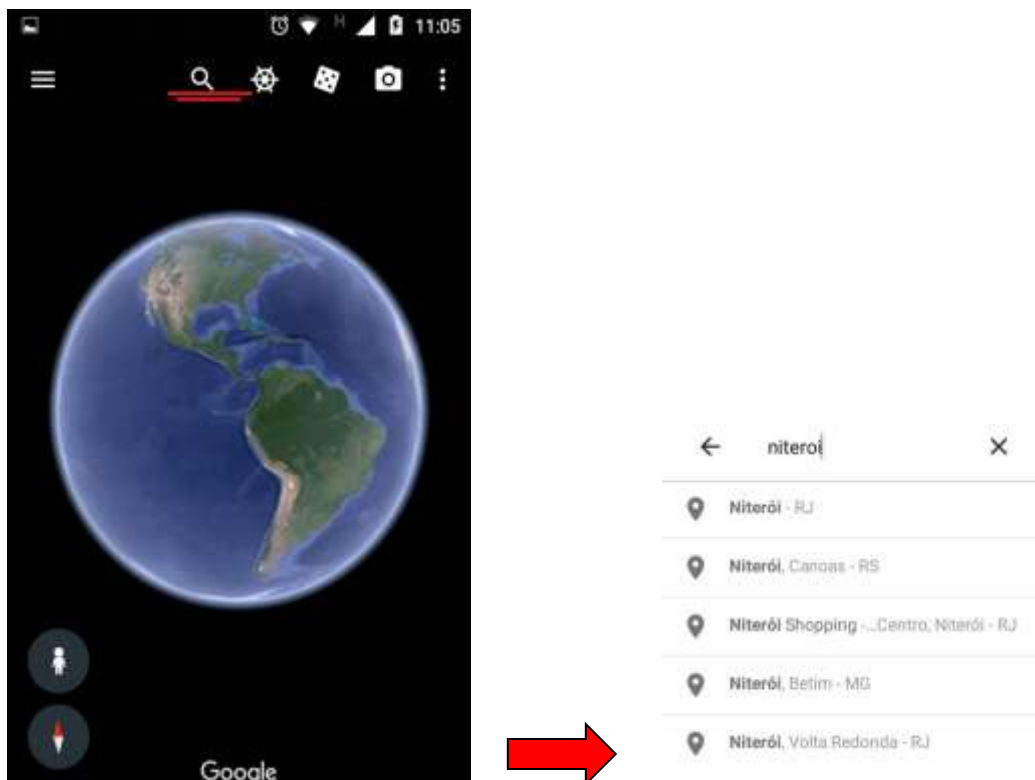 H 11:05
Google
niteroi
Niterói - RJ
Niterói, Canoas - RS
Niterói Shopping -...Centro, Niterói - RJ
Niterói, Betim - MG
Niterói, Volta Redonda - RJ